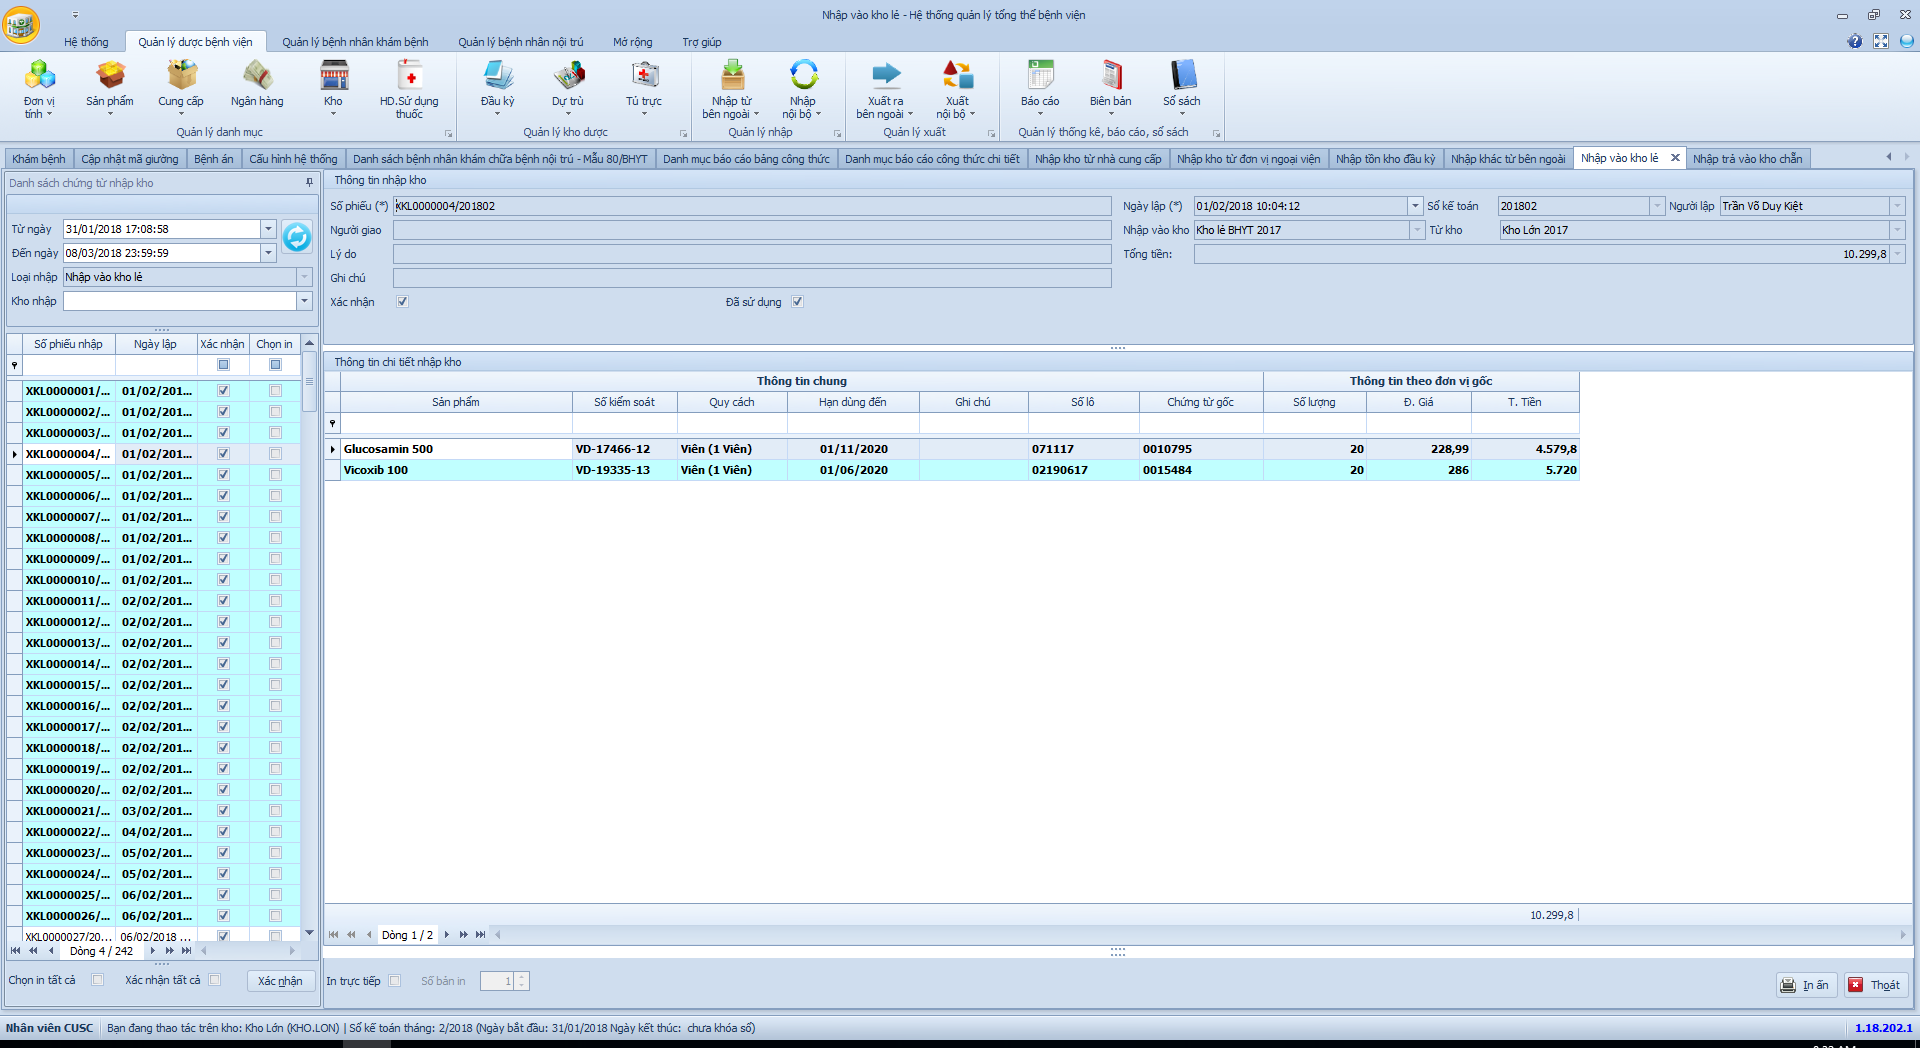 Nhập vào kho lẻ - Hệ thống quản lý tổng thể bệnh viện
Hệ thống
Quản lý dược bệnh viện
Quản lý bệnh nhân khám bệnh
Quản lý bệnh nhân nội trú
Mở rộng
Trợ giúp
Đơn vị tính
Sản phẩm
Cung cấp
Ngân hàng
Kho
HD.Sử dụng thuốc
Đầu kỳ
Dự trù
Tủ trực
Nhập từ bên ngoài
Nhập nội bộ
Xuất ra bên ngoài
Xuất nội bộ
Báo cáo
Biên bản
Sổ sách
Quản lý danh mục
Quản lý kho dược
Quản lý nhập
Quản lý xuất
Quản lý thống kê, báo cáo, sổ sách
Khám bệnh
Cập nhật mã giường
Bệnh án
Cấu hình hệ thống
Danh sách bệnh nhân khám chữa bệnh nội trú - Mẫu 80/BHYT
Danh mục báo cáo bảng công thức
Danh mục báo cáo công thức chi tiết
Nhập kho từ nhà cung cấp
Nhập kho từ đơn vị ngoại viện
Nhập tồn kho đầu kỳ
Nhập khác từ bên ngoài
Nhập vào kho lẻ
Nhập trả vào kho chẵn
Danh sách chứng từ nhập kho
Từ ngày 31/01/2018 17:08:58
Đến ngày 08/03/2018 23:59:59
Loại nhập Nhập vào kho lẻ
Kho nhập
Số phiếu nhập Ngày lập Xác nhận Chọn in
XKL0000001/... 01/02/201...
XKL0000002/... 01/02/201...
XKL0000003/... 01/02/201...
XKL0000004/... 01/02/201...
XKL0000005/... 01/02/201...
XKL0000006/... 01/02/201...
XKL0000007/... 01/02/201...
XKL0000008/... 01/02/201...
XKL0000009/... 01/02/201...
XKL0000010/... 01/02/201...
XKL0000011/... 02/02/201...
XKL0000012/... 02/02/201...
XKL0000013/... 02/02/201...
XKL0000014/... 02/02/201...
XKL0000015/... 02/02/201...
XKL0000016/... 02/02/201...
XKL0000017/... 02/02/201...
XKL0000018/... 02/02/201...
XKL0000019/... 02/02/201...
XKL0000020/... 02/02/201...
XKL0000021/... 03/02/201...
XKL0000022/... 04/02/201...
XKL0000023/... 05/02/201...
XKL0000024/... 05/02/201...
XKL0000025/... 06/02/201...
XKL0000026/... 06/02/201...
XKL0000027/20... 06/02/2018 ...
Dòng 4 / 242
Chọn in tất cả Xác nhận tất cả Xác nhận
Thông tin nhập kho
Số phiếu (*) XKL0000004/201802 Ngày lập (*) 01/02/2018 10:04:12 Số kế toán 201802 Người lập Trần Võ Duy Kiệt
Người giao Nhập vào kho Kho lẻ BHYT 2017 Từ kho Kho Lớn 2017
Lý do Tổng tiền: 10.299,8
Ghi chú
Xác nhận Đã sử dụng
Thông tin chi tiết nhập kho
Thông tin chung Thông tin theo đơn vị gốc
Sản phẩm Số kiểm soát Quy cách Hạn dùng đến Ghi chú Số lô Chứng từ gốc Số lượng Đ. Giá T. Tiền
Glucosamin 500 VD-17466-12 Viên (1 Viên) 01/11/2020 071117 0010795 20 228,99 4.579,8
Vicoxib 100 VD-19335-13 Viên (1 Viên) 01/06/2020 02190617 0015484 20 286 5.720
10.299,8
Dòng 1 / 2
In trực tiếp Số bản in 1 In ấn Thoát
Nhân viên CUSC Bạn đang thao tác trên kho: Kho Lớn (KHO.LON) | Số kế toán tháng: 2/2018 (Ngày bắt đầu: 31/01/2018 Ngày kết thúc: chưa khóa sổ) 1.18.202.1